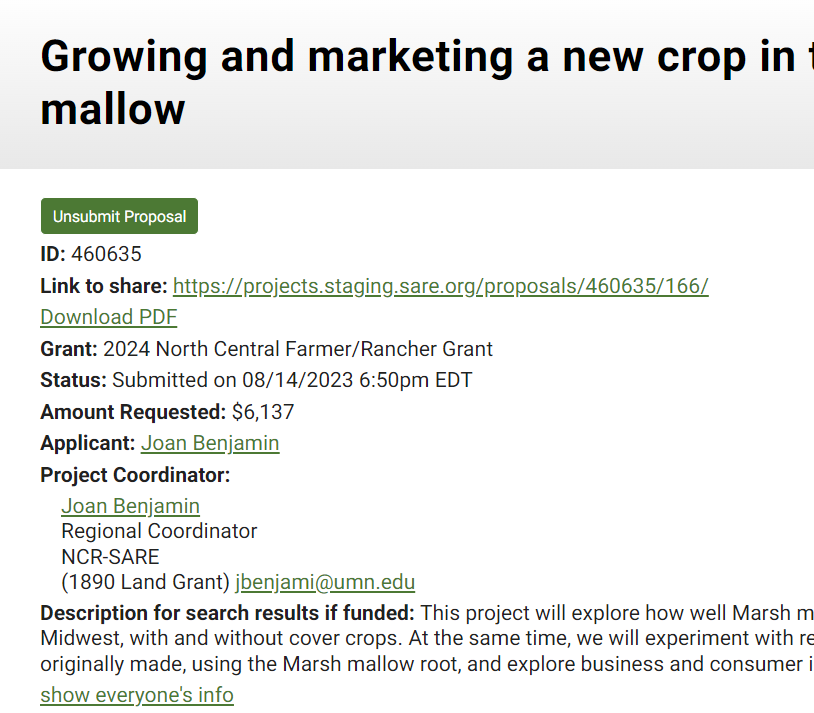 Growing and marketing a new crop in
mallow
Unsubmit Proposal
ID: 460635
Link to share: https://projects.staging.sare.org/proposals/460635/166/
Download PDF
Grant: 2024 North Central Farmer/Rancher Grant
Status: Submitted on 08/14/2023 6:50pm EDT
Amount Requested: $6,137
Applicant: Joan Benjamin
Project Coordinator:
Joan Benjamin
Regional Coordinator
NCR-SARE
(1890 Land Grant) jbenjami@umn.edu
Description for search results if funded: This project will explore how well Marsh
Midwest, with and without cover crops. At the same time, we will experiment with
originally made, using the Marsh mallow root, and explore business and consumer
show everyone's info